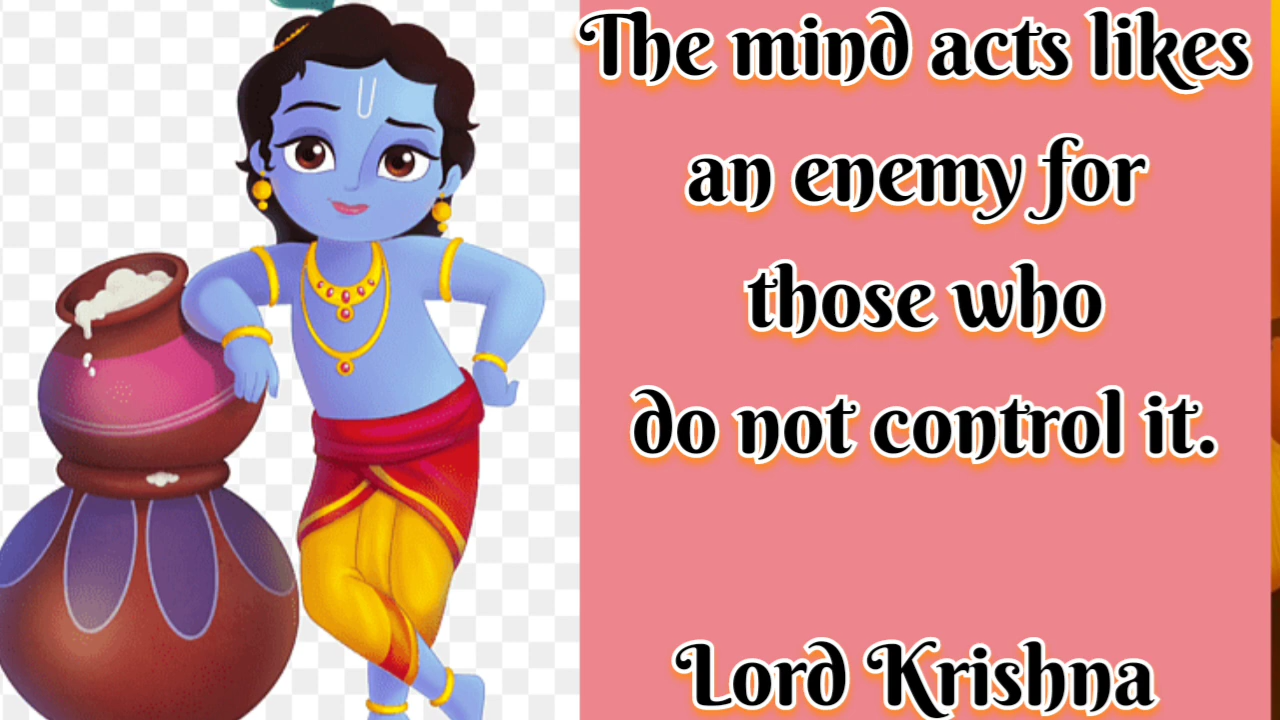 The mind acts likes
an enemy for
those who
do not control it.
Lord Krishna